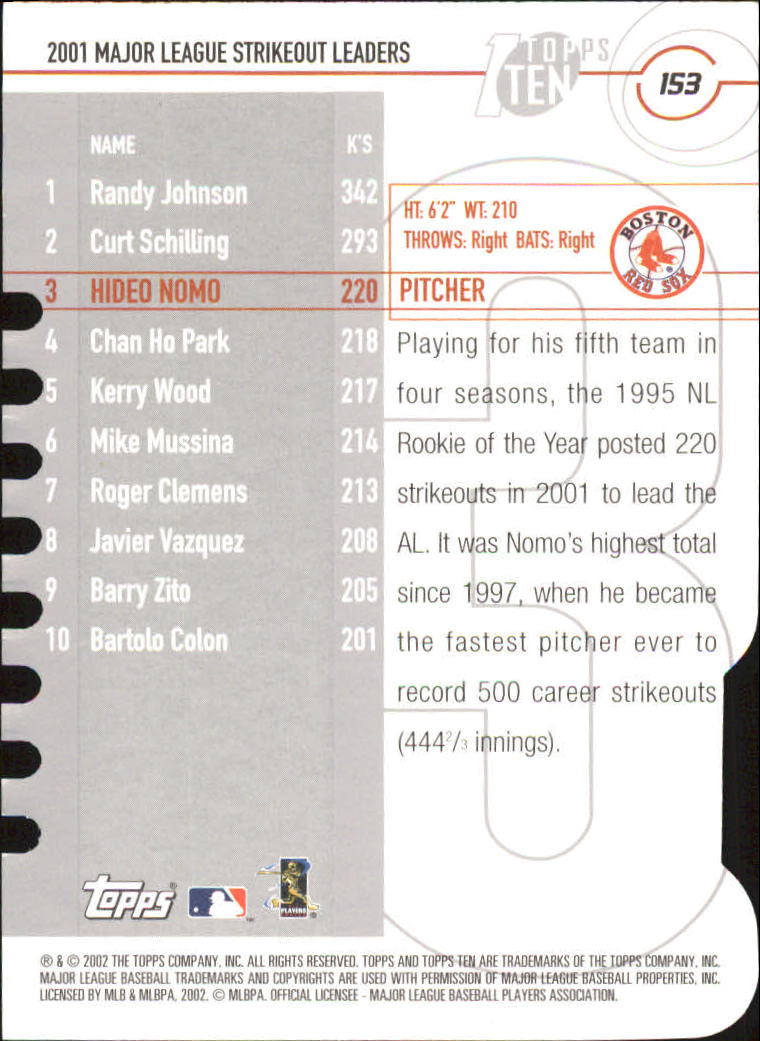 2001 MAJOR LEAGUE STRIKEOUT LEADERS
1 TOPPS
TEN
153
NAME K'S
1 Randy Johnson 342
2 Curt Schilling 293
3 HIDEO NOMO 220
4 Chan Ho Park 218
5 Kerry Wood 217
6 Mike Mussina 214
7 Roger Clemens 213
8 Javier Vazquez 208
9 Barry Zito 205
10 Bartolo Colon 201
HT: 6'2" WT: 210
THROWS: Right BATS: Right
BOSTON
RED SOX
PITCHER
3
Playing for his fifth team in
four seasons, the 1995 NL
Rookie of the Year posted 220
strikeouts in 2001 to lead the
AL. It was Nomo's highest total
since 1997, when he became
the fastest pitcher ever to
record 500 career strikeouts
(444²/₃ innings).
Topps®
™
PLAYERS
®
® & © 2002 THE TOPPS COMPANY, INC. ALL RIGHTS RESERVED. TOPPS AND TOPPS TEN ARE TRADEMARKS OF THE TOPPS COMPANY, INC.
MAJOR LEAGUE BASEBALL TRADEMARKS AND COPYRIGHTS ARE USED WITH PERMISSION OF MAJOR LEAGUE BASEBALL PROPERTIES, INC.
LICENSED BY MLB & MLBPA, 2002. © MLBPA. OFFICIAL LICENSEE - MAJOR LEAGUE BASEBALL PLAYERS ASSOCIATION.